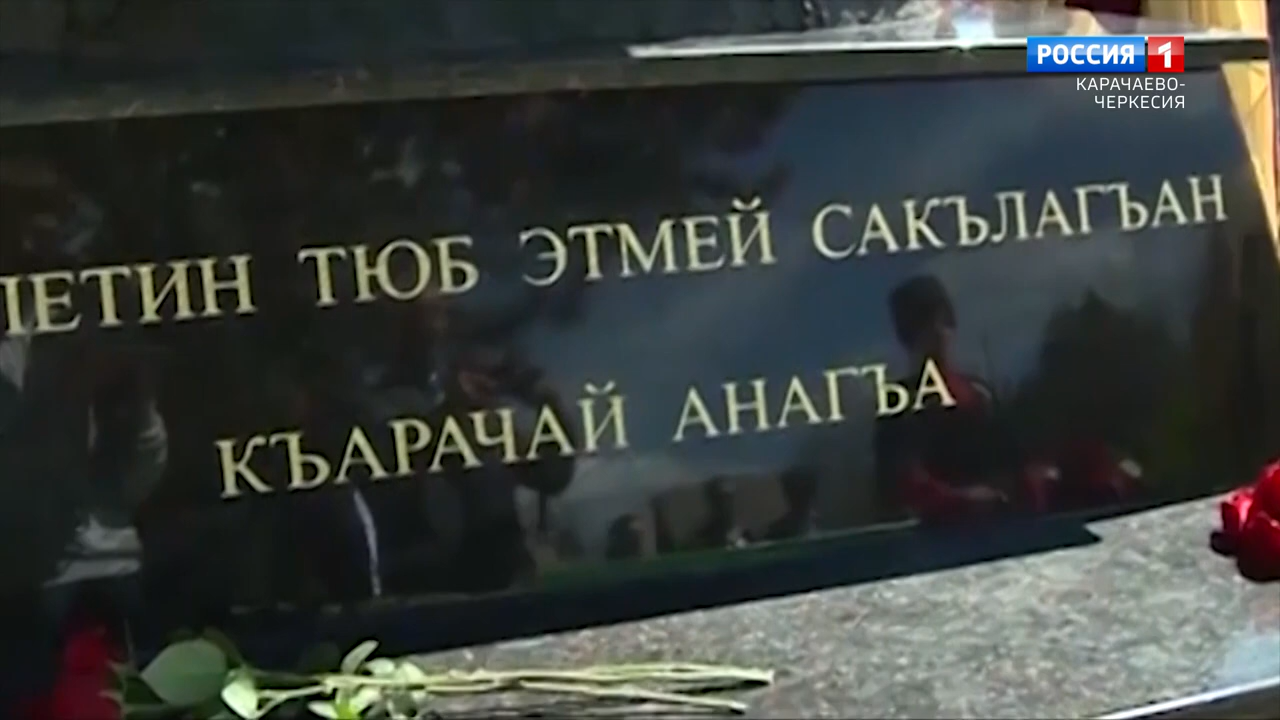 РОССИЯ 1
КАРАЧАЕВО-
ЧЕРКЕСИЯ
ТЮБ ЭТМЕЙ САКЪЛАГЪАН
КЪАРАЧАЙ АНАГЪА